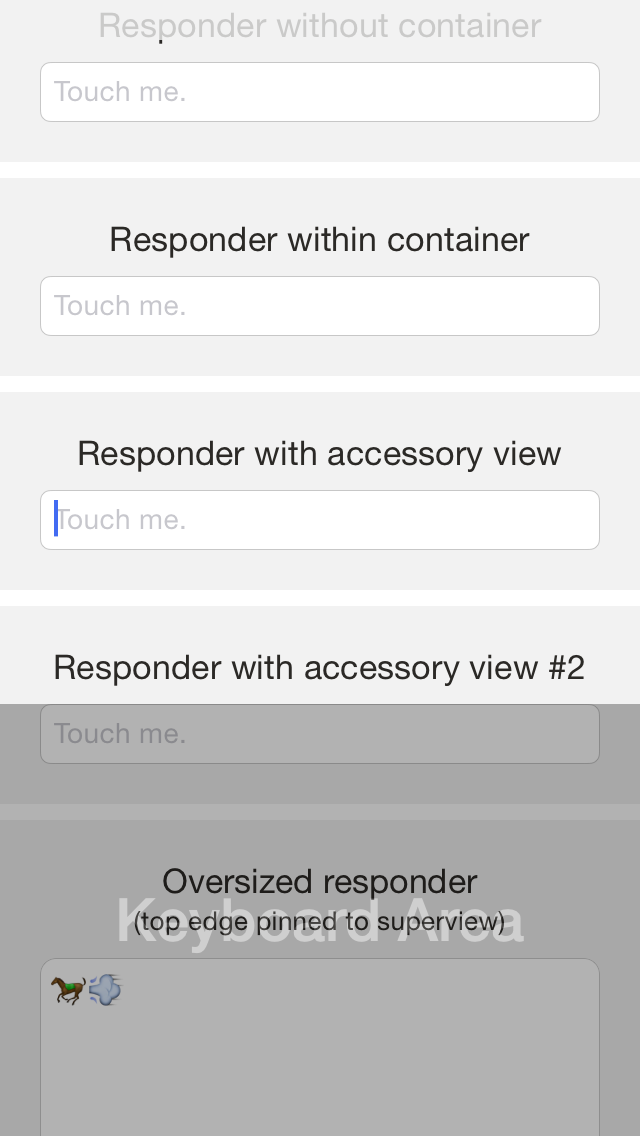 Responder without container
Touch me.
Responder within container
Touch me.
Responder with accessory view
Touch me.
Responder with accessory view #2
Touch me.
Oversized responder
Keyboard Area
(top edge pinned to superview)
🐎💨